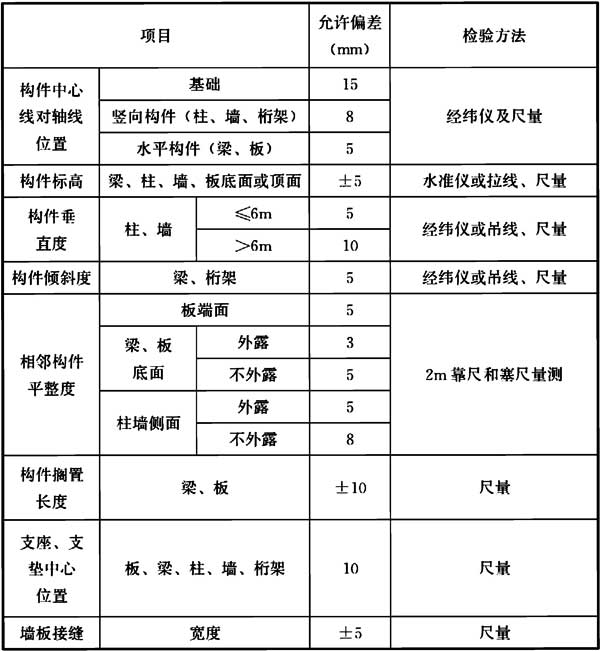 项目
允许偏差
（mm）
检验方法
构件中心
线对轴线
位置
基础
15
经纬仪及尺量
竖向构件（柱、墙、桁架）
8
水平构件（梁、板）
5
构件标高
梁、柱、墙、板底面或顶面
±5
水准仪或拉线、尺量
构件垂
直度
柱、墙
≤6m
5
经纬仪或吊线、尺量
＞6m
10
构件倾斜度
梁、桁架
5
经纬仪或吊线、尺量
相邻构件
平整度
板端面
5
2m 靠尺和塞尺量测
梁、板
底面
外露
3
不外露
5
柱墙侧面
外露
5
不外露
8
构件搁置
长度
梁、板
±10
尺量
支座、支
垫中心
位置
板、梁、柱、墙、桁架
10
尺量
墙板接缝
宽度
±5
尺量